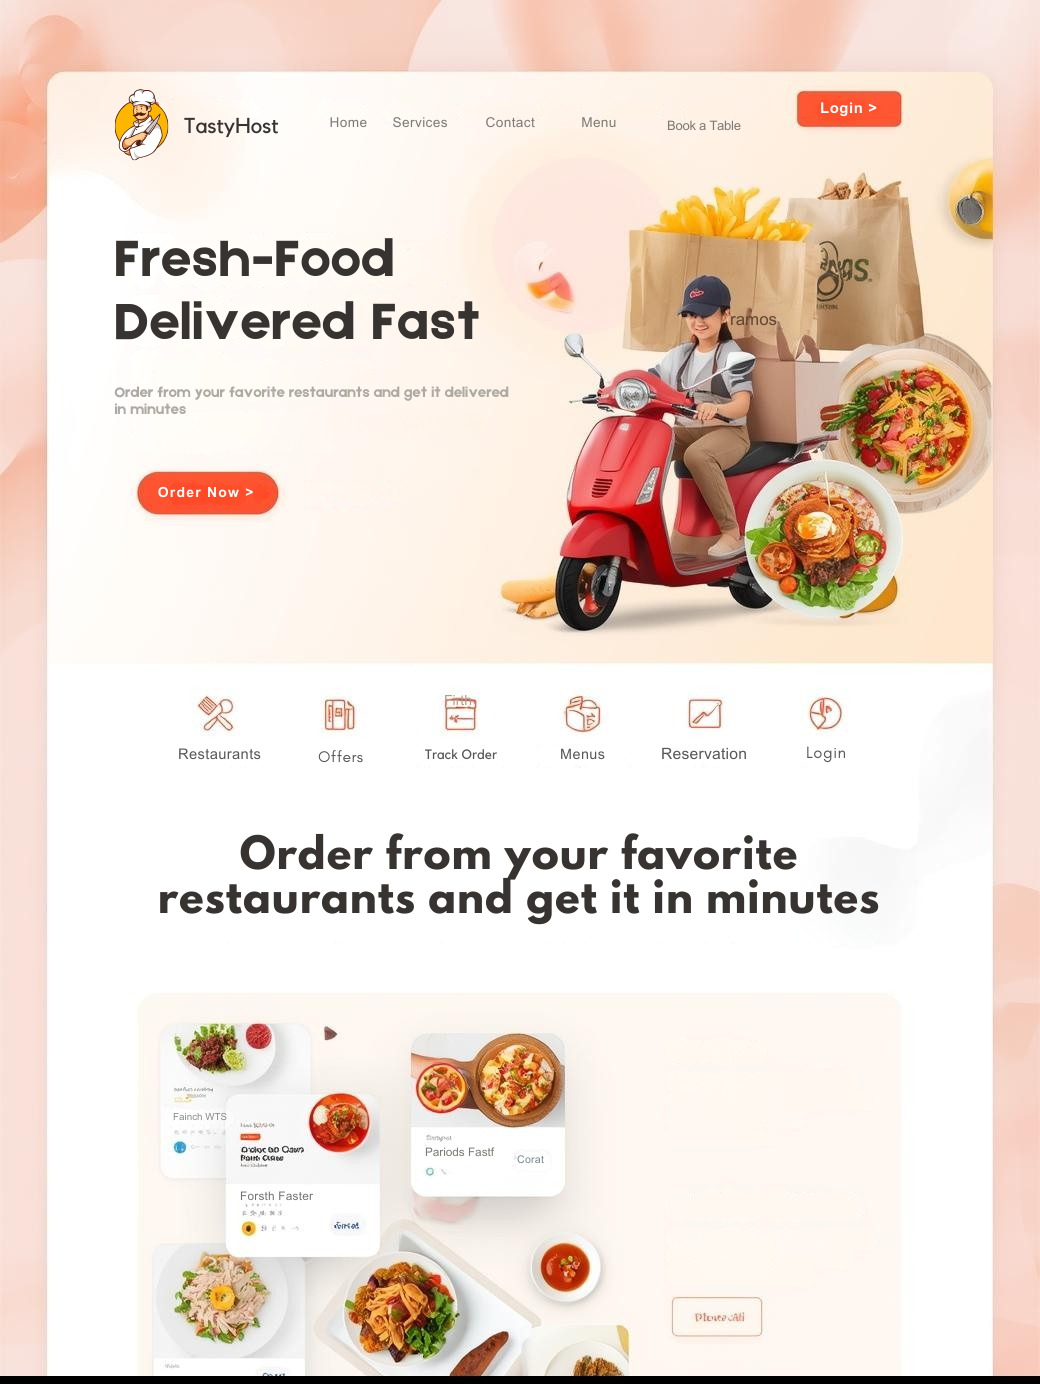 TastyHost
Home
Services
Contact
Menu
Book a Table
Login >
Fresh-Food
Delivered Fast
Order from your favorite restaurants and get it delivered
in minutes
Order Now >
ramos
Restaurants
Offers
Track Order
Menus
Reservation
Login
Order from your favorite
restaurants and get it in minutes
Fainch WTS
Forsth Faster
Pariods Fastf
Corat